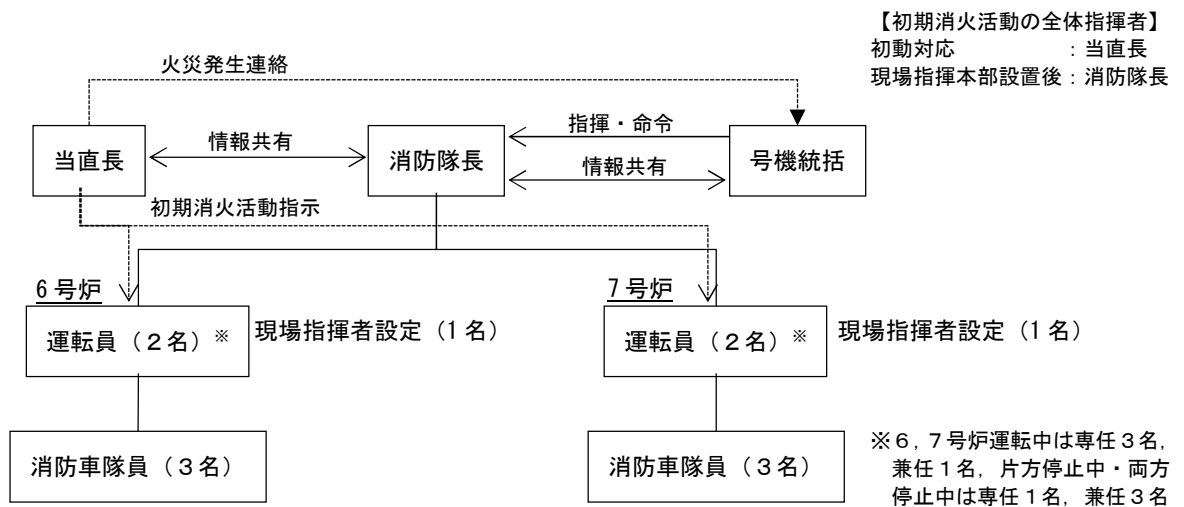 【初期消火活動の全体指揮者】
初動対応　　　　　：当直長
現場指揮本部設置後：消防隊長
火災発生連絡
当直長
情報共有
消防隊長
指揮・命令
情報共有
号機統括
初期消火活動指示
6号炉
運転員（２名）※
現場指揮者設定（1名）
7号炉
運転員（２名）※
現場指揮者設定（1名）
消防車隊員（３名）
消防車隊員（３名）
※６，７号炉運転中は専任３名，
兼任１名，片方停止中・両方
停止中は専任１名，兼任３名